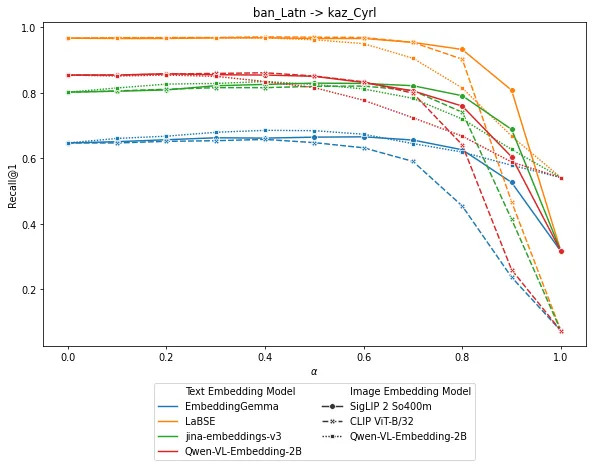 ban_Latn -> kaz_Cyrl
Recall@1
1.0
0.8
0.6
0.4
0.2
0.0 0.2 0.4 0.6 0.8 1.0
α
Text Embedding Model Image Embedding Model
EmbeddingGemma SigLIP 2 So400m
LaBSE CLIP ViT-B/32
jina-embeddings-v3 Qwen-VL-Embedding-2B
Qwen-VL-Embedding-2B